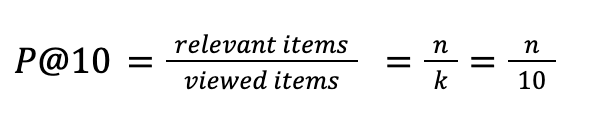 P@10 = relevant items / viewed items = n / k = n / 10